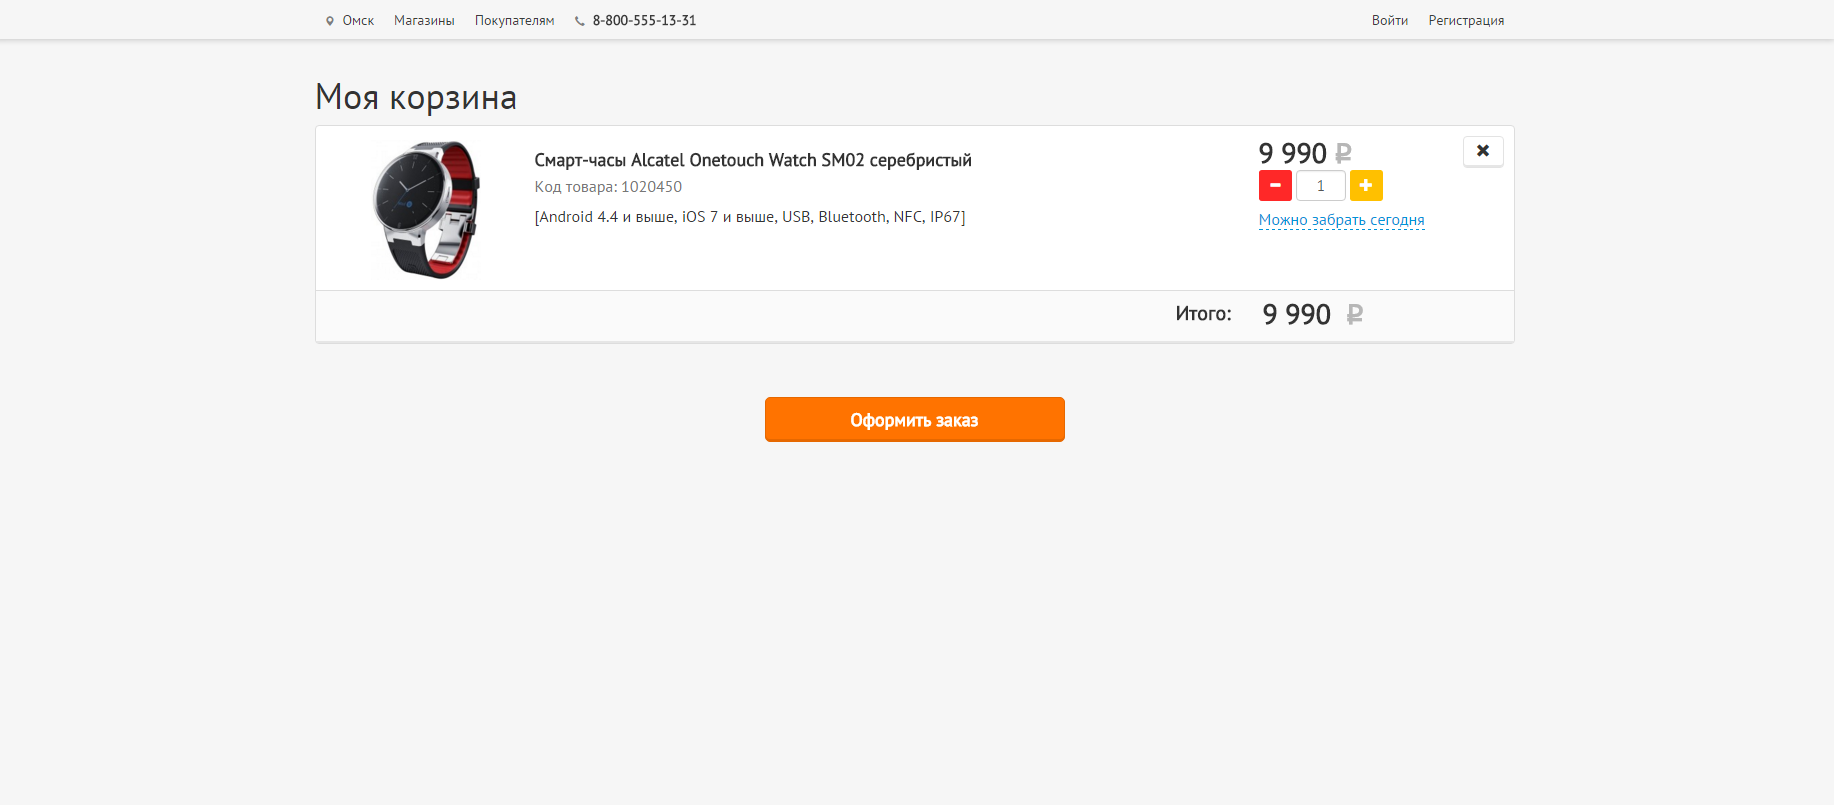 Омск Магазины Покупателям 8-800-555-13-31 Войти Регистрация
Моя корзина
Смарт-часы Alcatel Onetouch Watch SM02 серебристый
Код товара: 1020450
[Android 4.4 и выше, iOS 7 и выше, USB, Bluetooth, NFC, IP67]
9 990 ₽
1
Можно забрать сегодня
Итого: 9 990 ₽
Оформить заказ